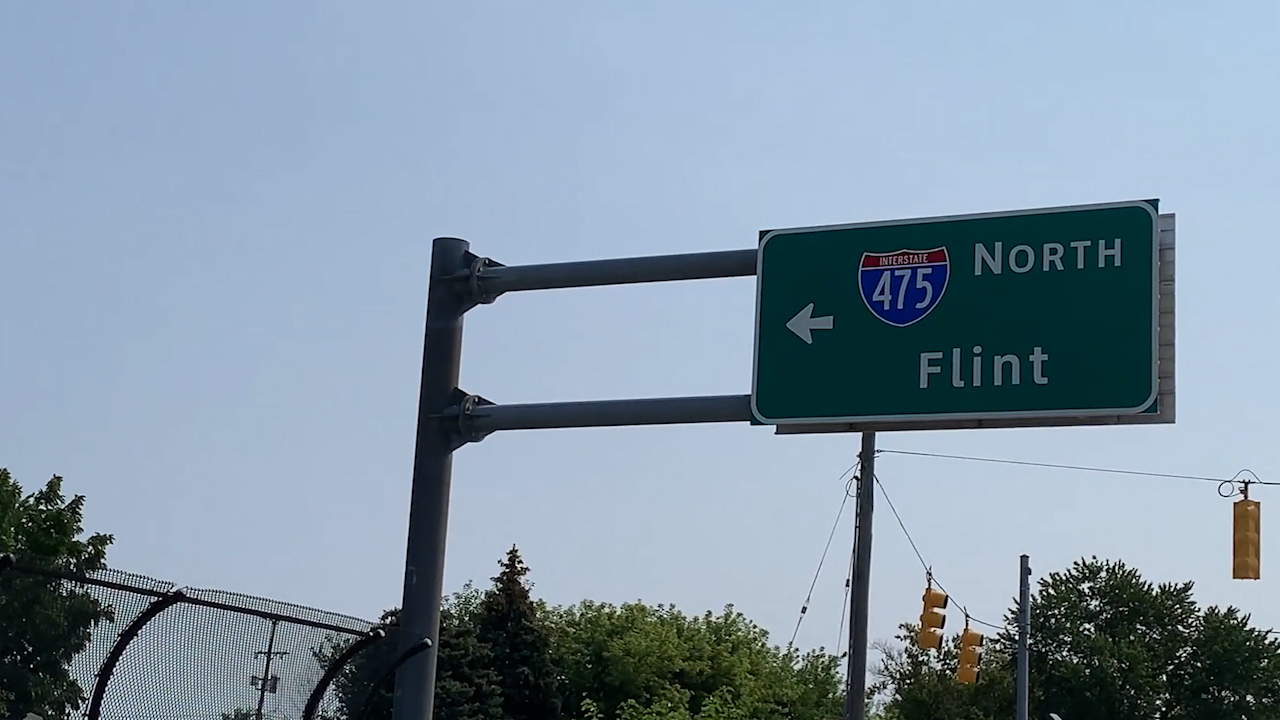 INTERSTATE
475
NORTH
Flint